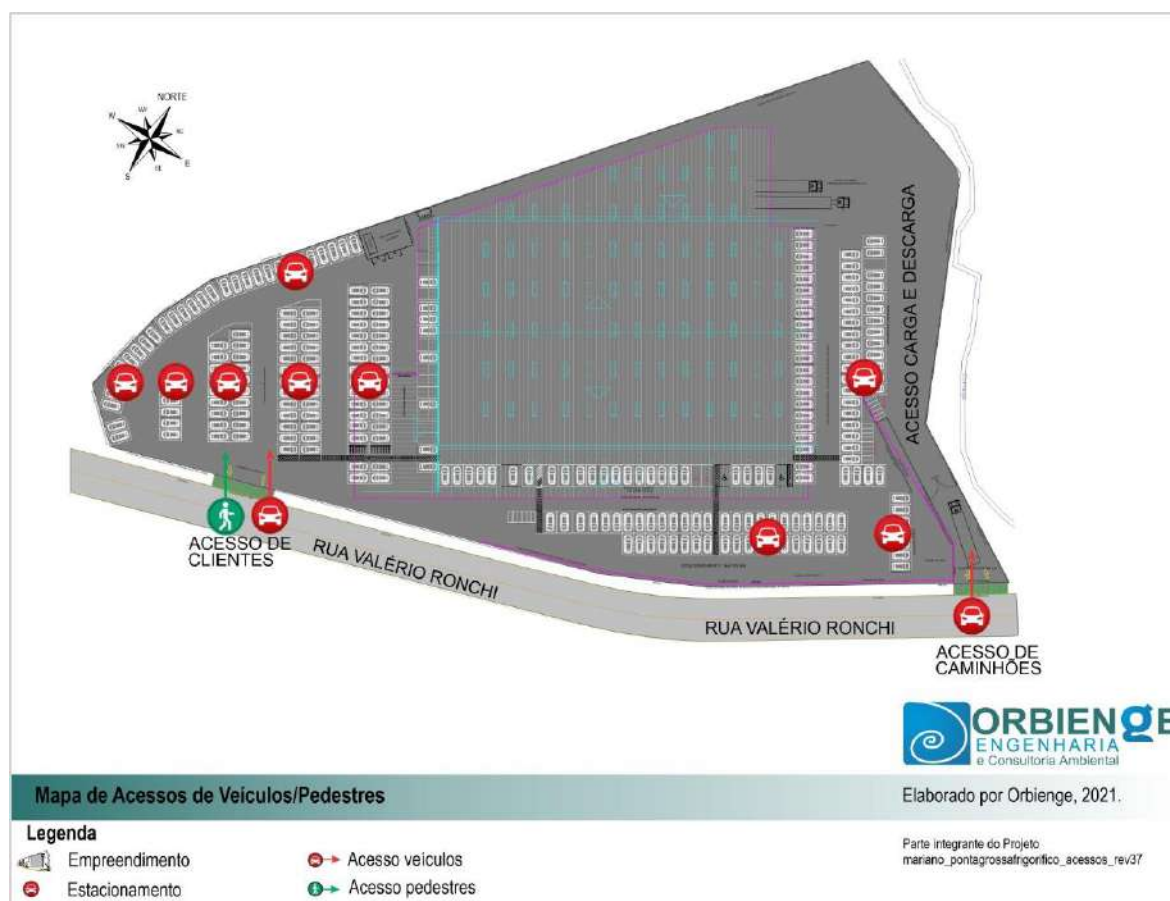 NORTE
W
E
S
ACESSO CARGA E DESCARGA
ACESSO DE
CLIENTES
RUA VALÉRIO RONCHI
RUA VALÉRIO RONCHI
ACESSO DE
CAMINHÕES
ORBIENGE
ENGENHARIA
e Consultoria Ambiental
Mapa de Acessos de Veículos/Pedestres
Elaborado por Orbienge, 2021.
Legenda
Empreendimento
Acesso veículos
Estacionamento
Acesso pedestres
Parte integrante do Projeto
mariano_pontagrossafrigorifico_acessos_rev37